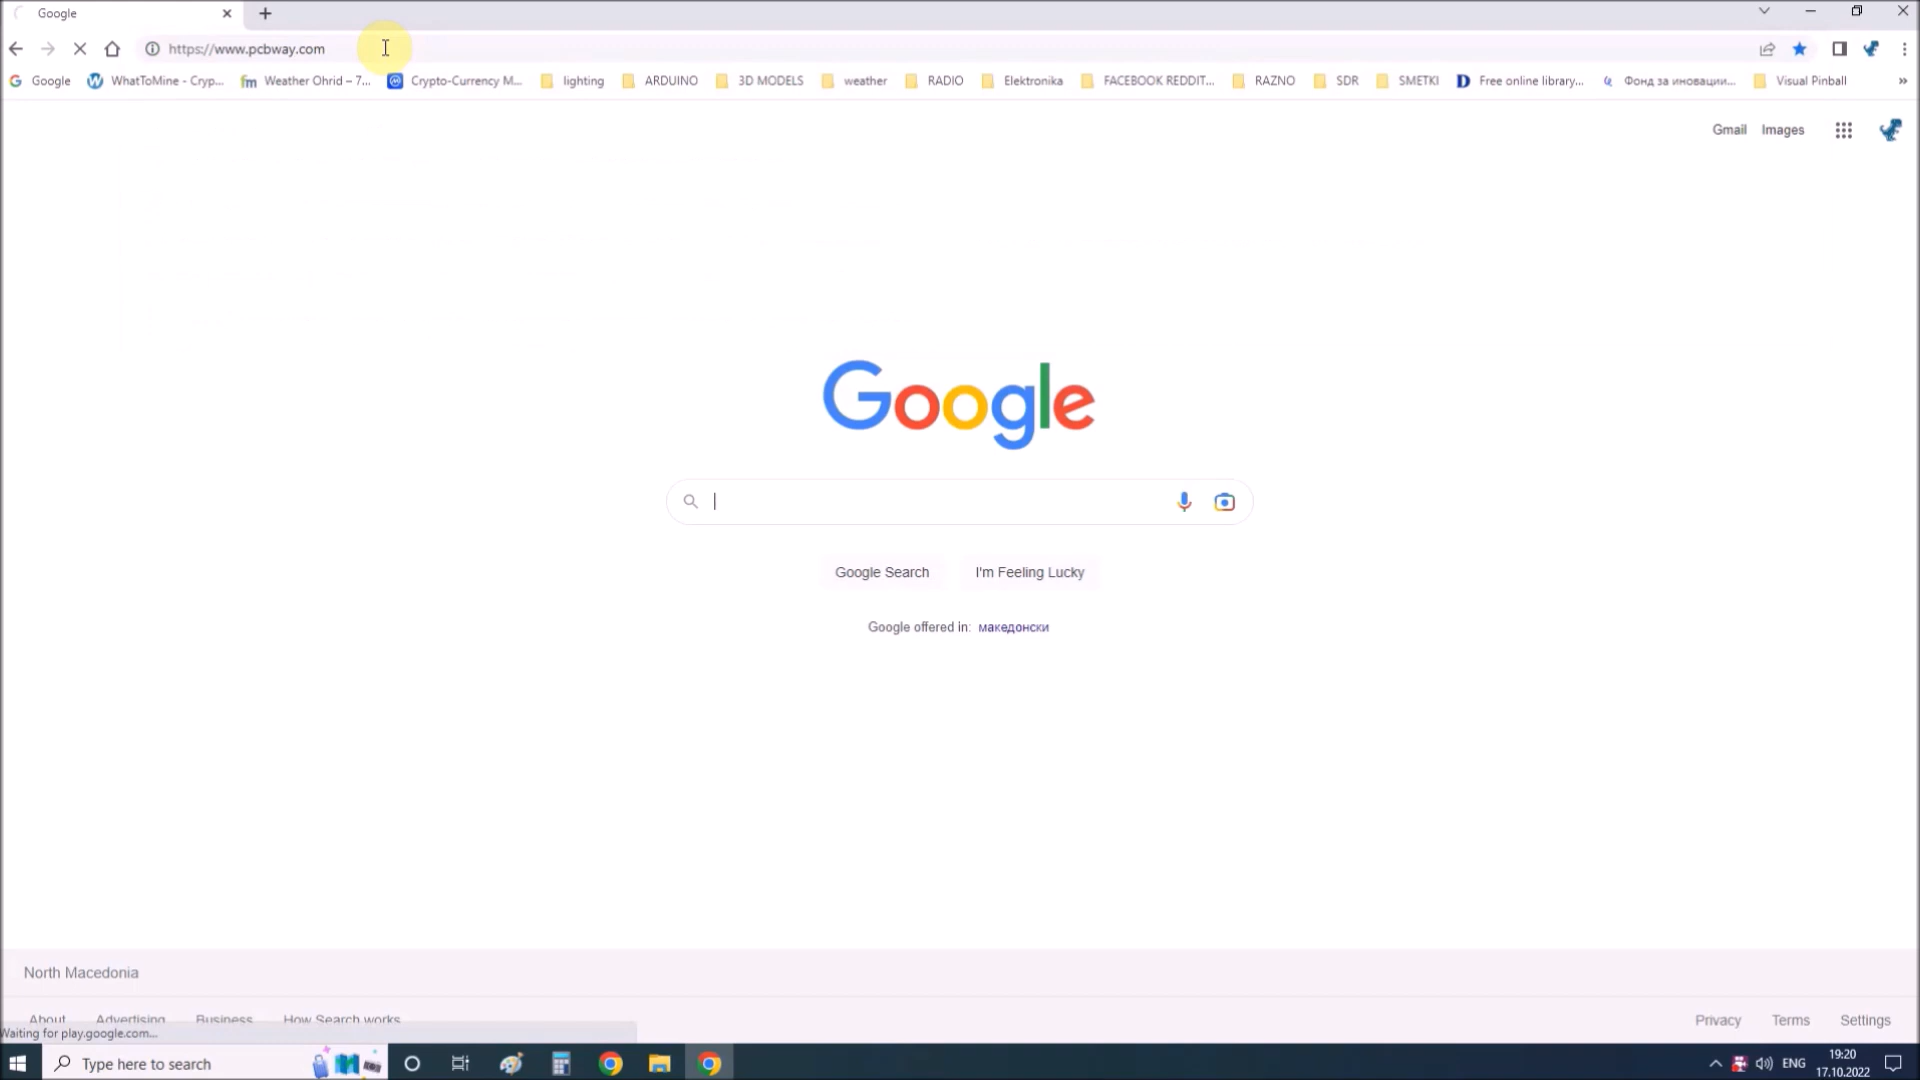 Google
https://www.pcbway.com
Google WhatToMine - Cryp... fm Weather Ohrid – 7... Crypto-Currency M... lighting ARDUINO 3D MODELS weather RADIO Elektronika FACEBOOK REDDIT... RAZNO SDR SMETKI Free online library... Фонд за иновации... Visual Pinball »
Gmail Images
Google
Google Search I'm Feeling Lucky
Google offered in: македонски
North Macedonia
About Advertising Business How Search works Privacy Terms Settings
Waiting for play.google.com...
Type here to search ENG 19:20
17.10.2022